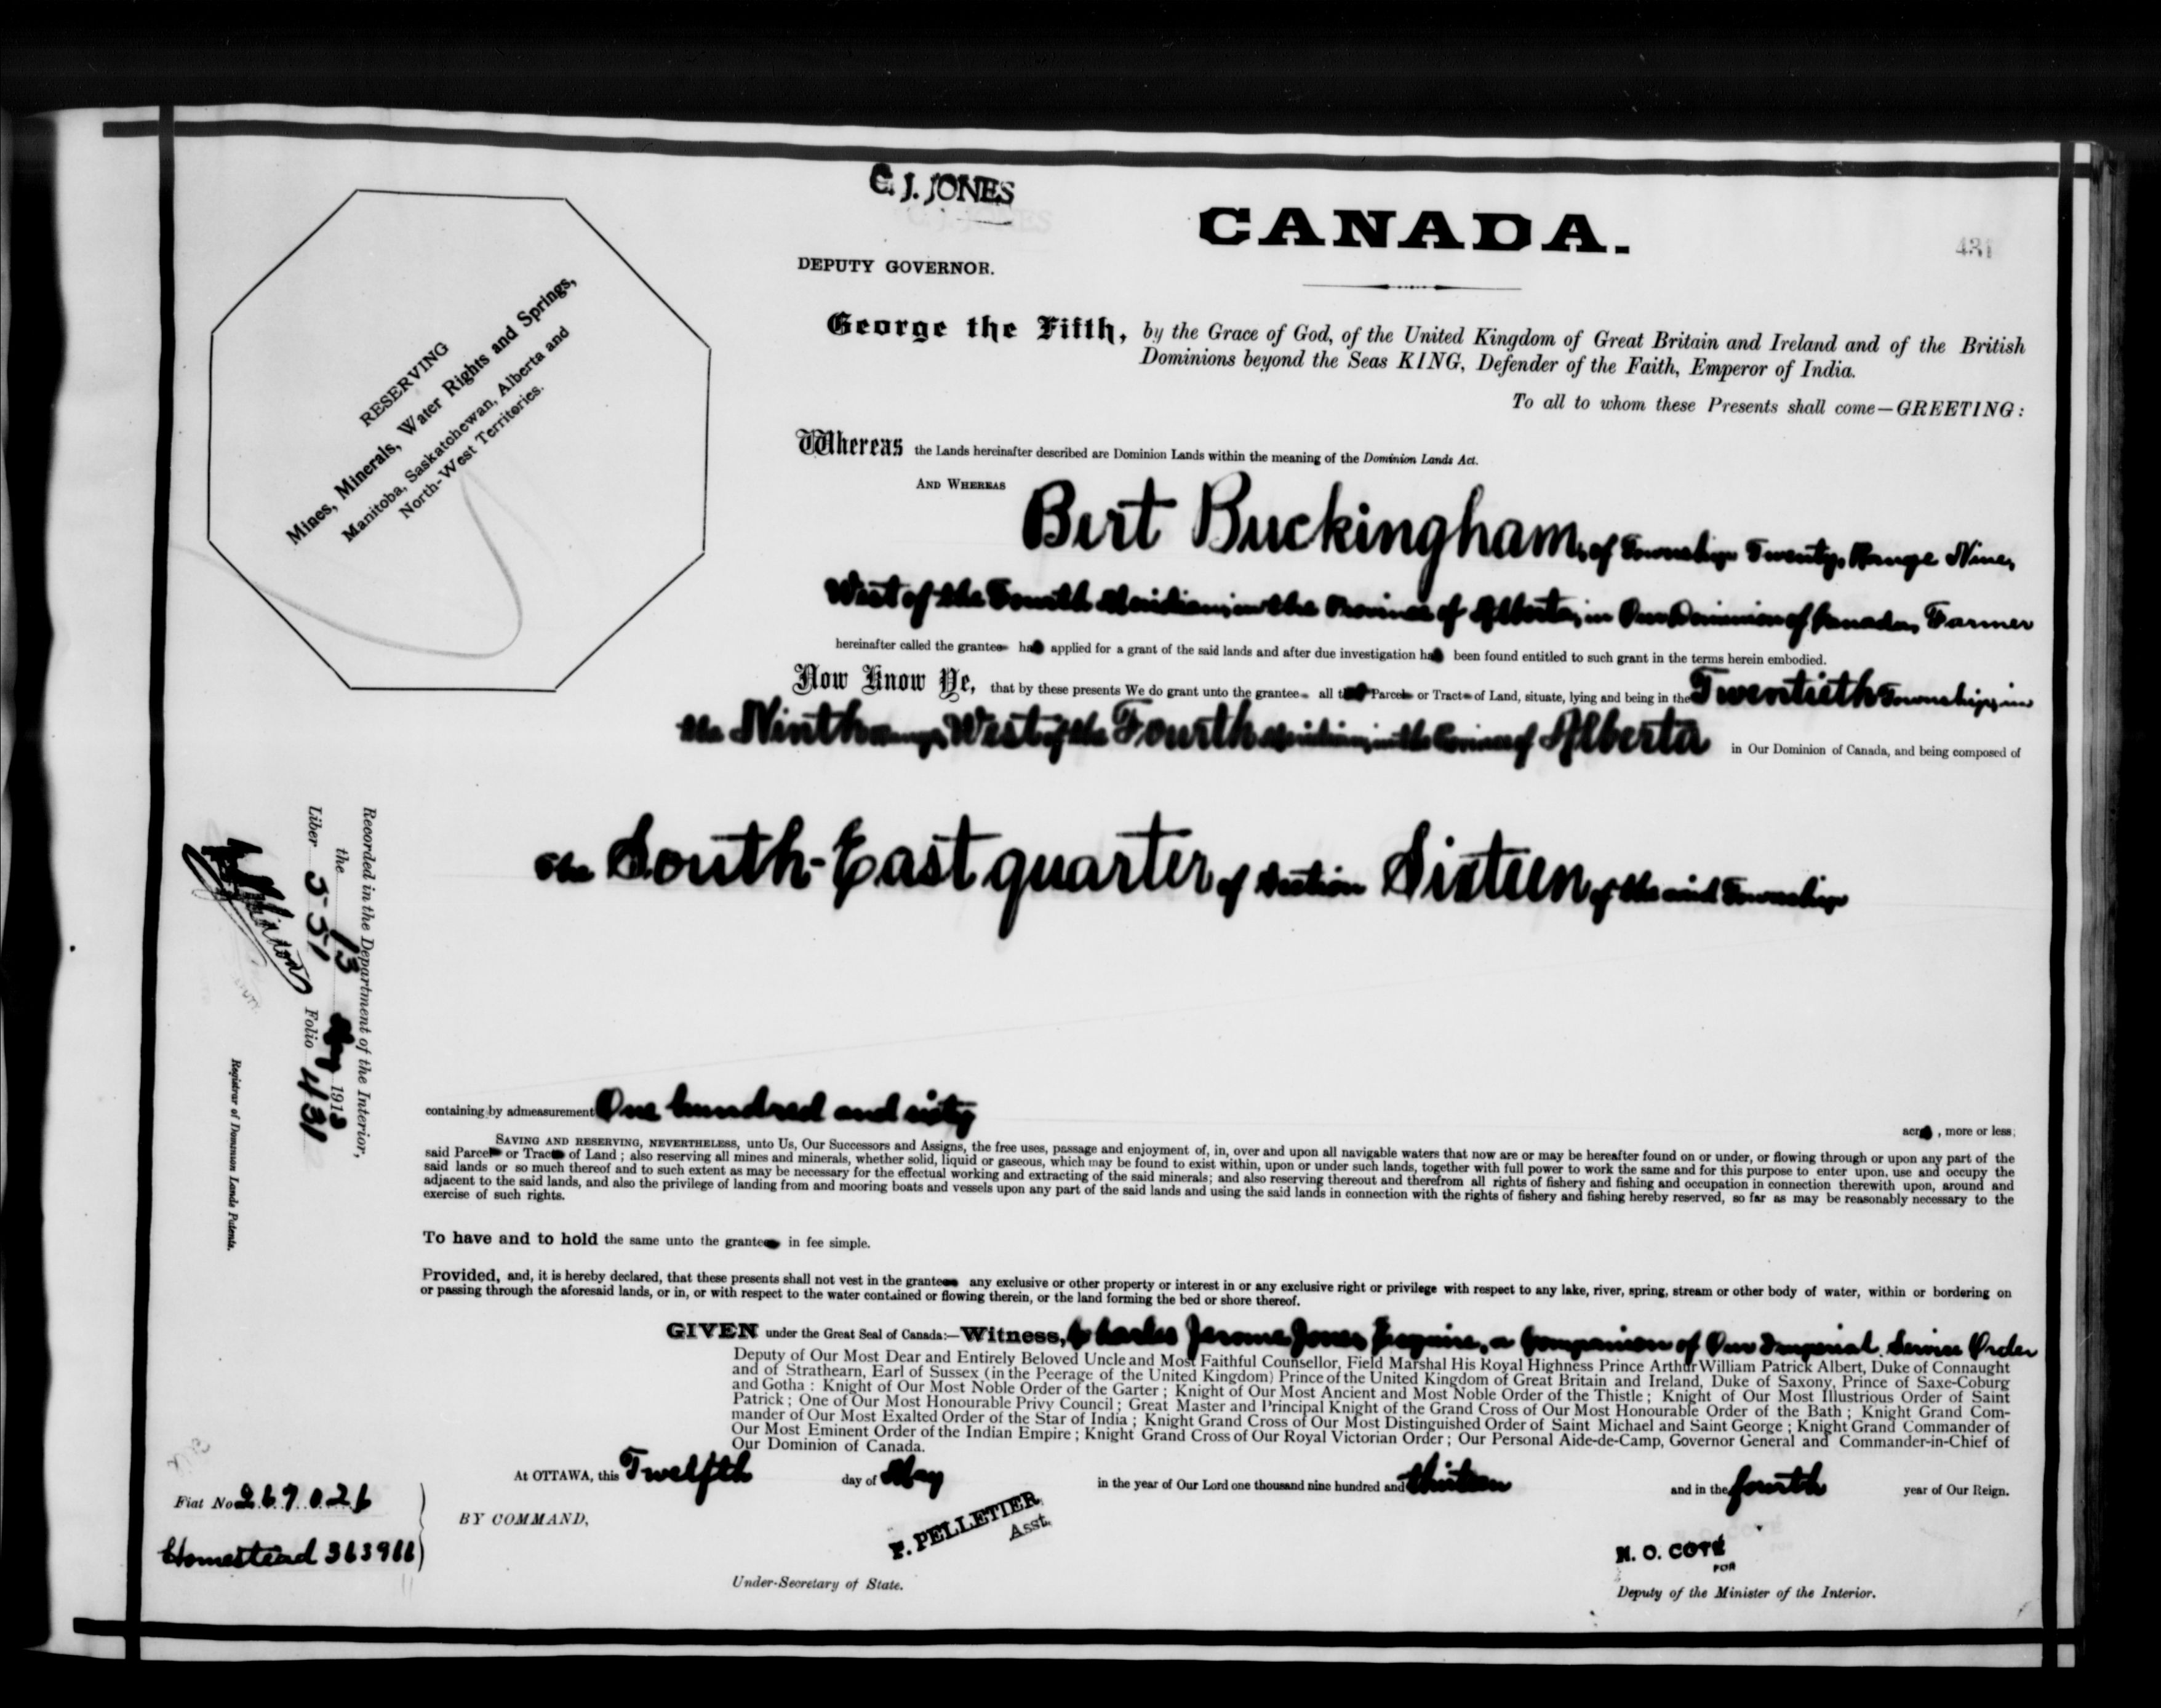 C. J. JONES
CANADA.
431
DEPUTY GOVERNOR.
RESERVING
Mines, Minerals, Water Rights and Springs,
Manitoba, Saskatchewan, Alberta and
North-West Territories.
George the Fifth, by the Grace of God, of the United Kingdom of Great Britain and Ireland and of the British
Dominions beyond the Seas KING, Defender of the Faith, Emperor of India.
To all to whom these Presents shall come—GREETING:
Whereas the Lands hereinafter described are Dominion Lands within the meaning of the Dominion Lands Act.
AND WHEREAS
Bert Buckingham, of Township Twenty, Range Nine,
West of the Fourth Meridian, in the Province of Alberta, in Our Dominion of Canada, Farmer
hereinafter called the grantee has applied for a grant of the said lands and after due investigation has been found entitled to such grant in the terms herein embodied.
Now Know Ye, that by these presents We do grant unto the grantee all that Parcel or Tract of Land, situate, lying and being in the Twentieth Township, in
the Ninth Range, West of the Fourth Meridian, in the Province of Alberta in Our Dominion of Canada, and being composed of
the South-East quarter of Section Sixteen of the said Township
Recorded in the Department of the Interior,
the 13 May 1913
Liber 551 Folio 431
Registrar of Dominion Lands Patents.
containing by admeasurement One hundred and sixty
acres, more or less;
SAVING AND RESERVING, NEVERTHELESS, unto Us, Our Successors and Assigns, the free uses, passage and enjoyment of, in, over and upon all navigable waters that now are or may be hereafter found on or under, or flowing through or upon any part of the
said Parcel or Tract of Land ; also reserving all mines and minerals, whether solid, liquid or gaseous, which may be found to exist within, upon or under such lands, together with full power to work the same and for this purpose to enter upon, use and occupy the
said lands or so much thereof and to such extent as may be necessary for the effectual working and extracting of the said minerals; and also reserving thereout and therefrom all rights of fishery and fishing and occupation in connection therewith upon, around and
adjacent to the said lands, and also the privilege of landing from and mooring boats and vessels upon any part of the said lands and using the said lands in connection with the rights of fishery and fishing hereby reserved, so far as may be reasonably necessary to the
exercise of such rights.
To have and to hold the same unto the grantee in fee simple.
Provided, and, it is hereby declared, that these presents shall not vest in the grantee any exclusive or other property or interest in or any exclusive right or privilege with respect to any lake, river, spring, stream or other body of water, within or bordering on
or passing through the aforesaid lands, or in, or with respect to the water contained or flowing therein, or the land forming the bed or shore thereof.
GIVEN under the Great Seal of Canada:—Witness, Charles Jerome Jones Esquire, a Companion of Our Imperial Service Order
Deputy of Our Most Dear and Entirely Beloved Uncle and Most Faithful Counsellor, Field Marshal His Royal Highness Prince Arthur William Patrick Albert, Duke of Connaught
and of Strathearn, Earl of Sussex (in the Peerage of the United Kingdom) Prince of the United Kingdom of Great Britain and Ireland, Duke of Saxony, Prince of Saxe-Coburg
and Gotha : Knight of Our Most Noble Order of the Garter ; Knight of Our Most Ancient and Most Noble Order of the Thistle ; Knight of Our Most Illustrious Order of Saint
Patrick ; One of Our Most Honourable Privy Council ; Great Master and Principal Knight of the Grand Cross of Our Most Honourable Order of the Bath ; Knight Grand Com-
mander of Our Most Exalted Order of the Star of India ; Knight Grand Cross of Our Most Distinguished Order of Saint Michael and Saint George ; Knight Grand Commander of
Our Most Eminent Order of the Indian Empire ; Knight Grand Cross of Our Royal Victorian Order ; Our Personal Aide-de-Camp, Governor General and Commander-in-Chief of
Our Dominion of Canada.
At OTTAWA, this Twelfth day of May in the year of Our Lord one thousand nine hundred and thirteen and in the fourth year of Our Reign.
Fiat No. 267026
BY COMMAND,
F. PELLETIER
Asst.
Homestead 363966
N. O. COTÉ
FOR
Under-Secretary of State.
Deputy of the Minister of the Interior.